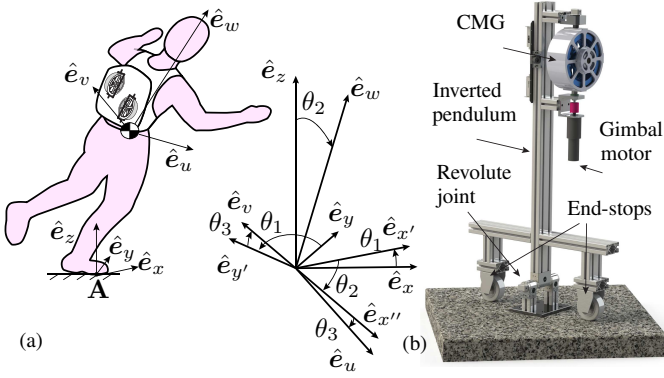 ê_w
ê_v
ê_u
ê_z
ê_y
ê_x
A
(a)
ê_z
θ_2
ê_w
ê_v
θ_3
θ_1
ê_y
θ_1
ê_x'
ê_y'
ê_x
θ_2
ê_x''
θ_3
ê_u
CMG
Inverted
pendulum
Gimbal
motor
Revolute
joint
End-stops
(b)